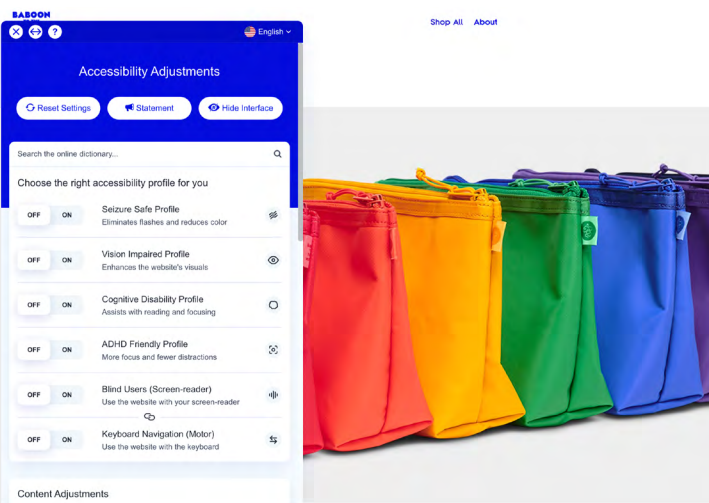 BABOON
Shop All About
English
Accessibility Adjustments
Reset Settings Statement Hide Interface
Search the online dictionary...
Choose the right accessibility profile for you
OFF ON Seizure Safe Profile
Eliminates flashes and reduces color
OFF ON Vision Impaired Profile
Enhances the website's visuals
OFF ON Cognitive Disability Profile
Assists with reading and focusing
OFF ON ADHD Friendly Profile
More focus and fewer distractions
OFF ON Blind Users (Screen-reader)
Use the website with your screen-reader
OFF ON Keyboard Navigation (Motor)
Use the website with the keyboard
Content Adjustments